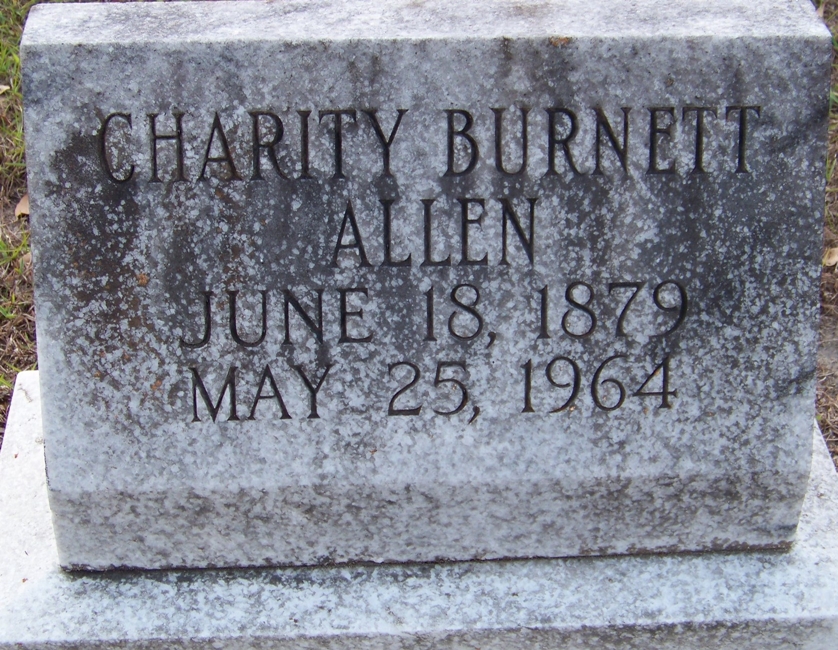 CHARITY BURNETT
ALLEN
JUNE 18, 1879
MAY 25, 1964